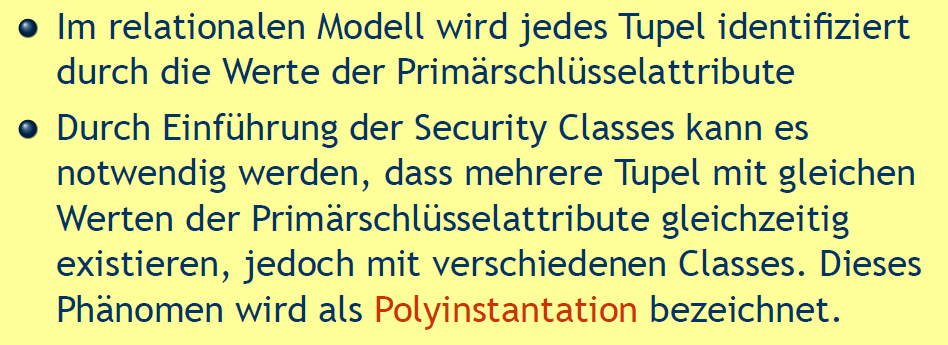 Im relationalen Modell wird jedes Tupel identifiziert
durch die Werte der Primärschlüsselattribute
Durch Einführung der Security Classes kann es
notwendig werden, dass mehrere Tupel mit gleichen
Werten der Primärschlüsselattribute gleichzeitig
existieren, jedoch mit verschiedenen Classes. Dieses
Phänomen wird als Polyinstantation bezeichnet.